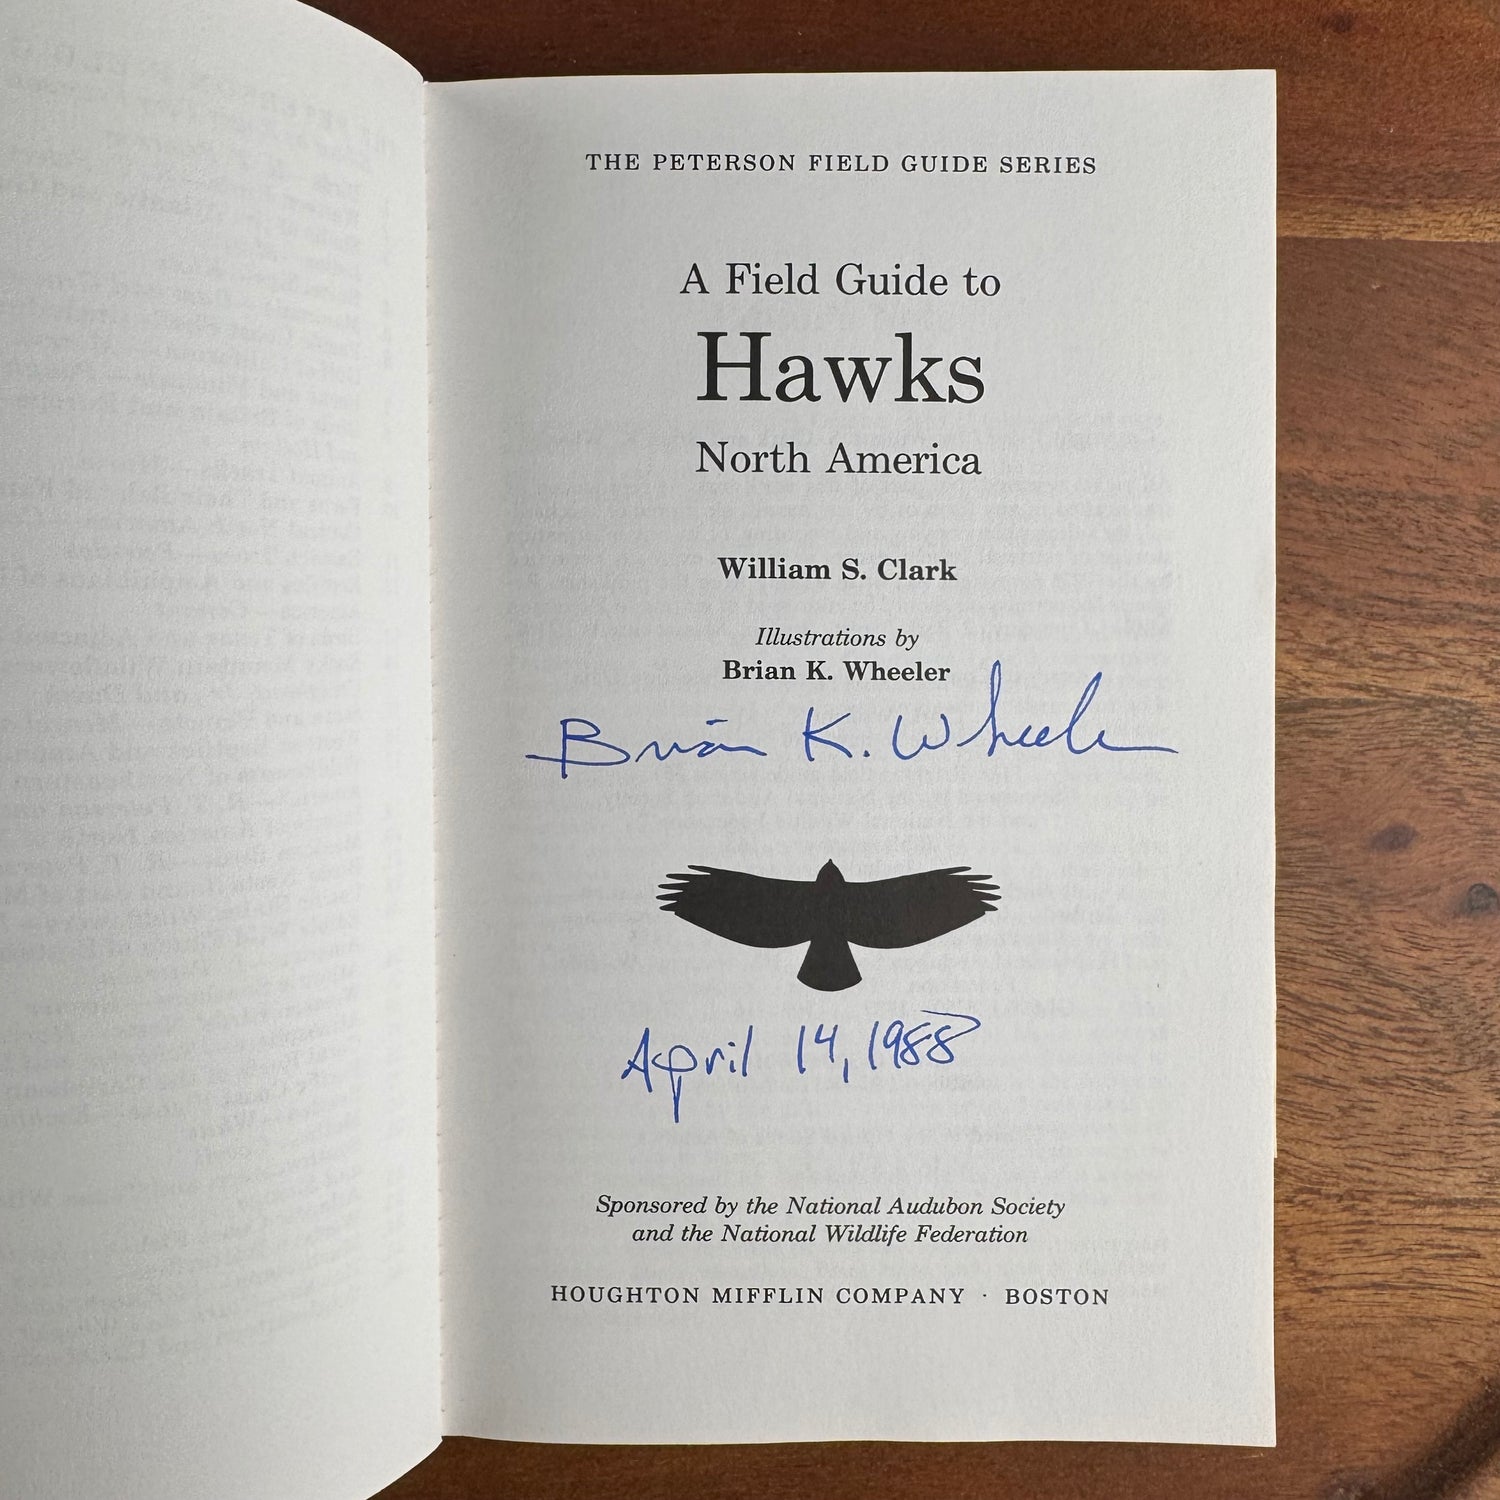 THE PETERSON FIELD GUIDE SERIES
A Field Guide to
Hawks
North America
William S. Clark
Illustrations by
Brian K. Wheeler
Brian K. Wheeler
April 14, 1988
Sponsored by the National Audubon Society
and the National Wildlife Federation
HOUGHTON MIFFLIN COMPANY · BOSTON